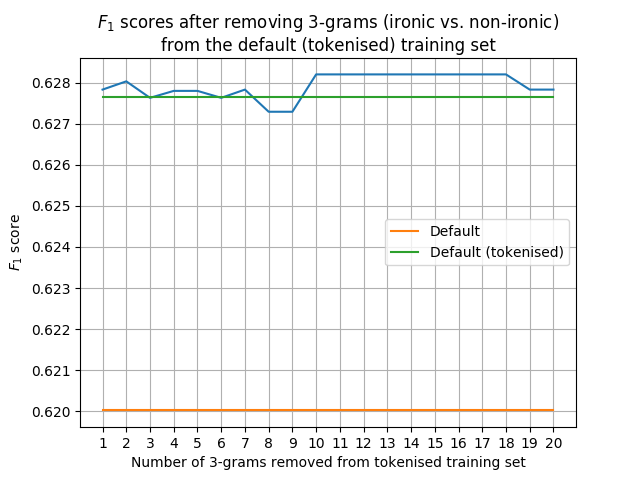 F₁ scores after removing 3-grams (ironic vs. non-ironic)
from the default (tokenised) training set
0.628
0.627
0.626
0.625
0.624
0.623
0.622
0.621
0.620
F₁ score
Default
Default (tokenised)
1 2 3 4 5 6 7 8 9 10 11 12 13 14 15 16 17 18 19 20
Number of 3-grams removed from tokenised training set